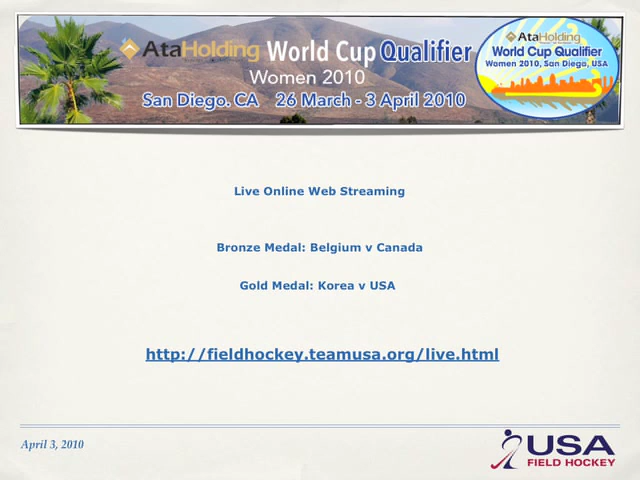 AtaHolding World Cup Qualifier
Women 2010
San Diego. CA 26 March - 3 April 2010
AtaHolding
World Cup Qualifier
Women 2010, San Diego, USA
Live Online Web Streaming
Bronze Medal: Belgium v Canada
Gold Medal: Korea v USA
http://fieldhockey.teamusa.org/live.html
April 3, 2010
USA
FIELD HOCKEY